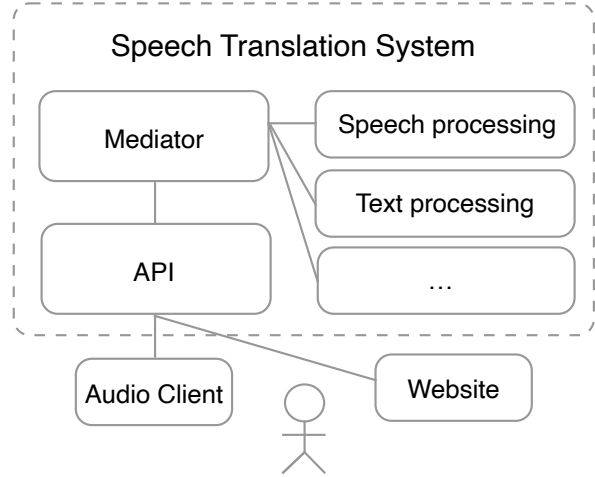 Speech Translation System
Mediator
Speech processing
Text processing
API
…
Audio Client
Website